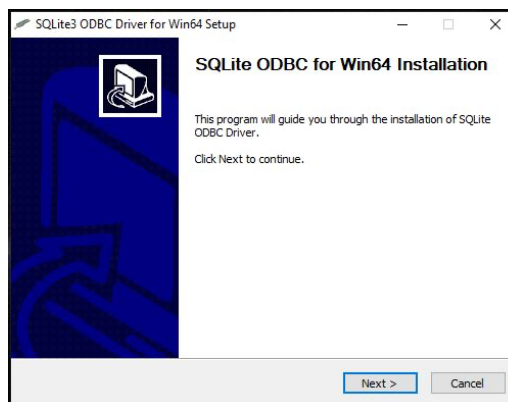 SQLite3 ODBC Driver for Win64 Setup
SQLite ODBC for Win64 Installation
This program will guide you through the installation of SQLite
ODBC Driver.
Click Next to continue.
Next >
Cancel